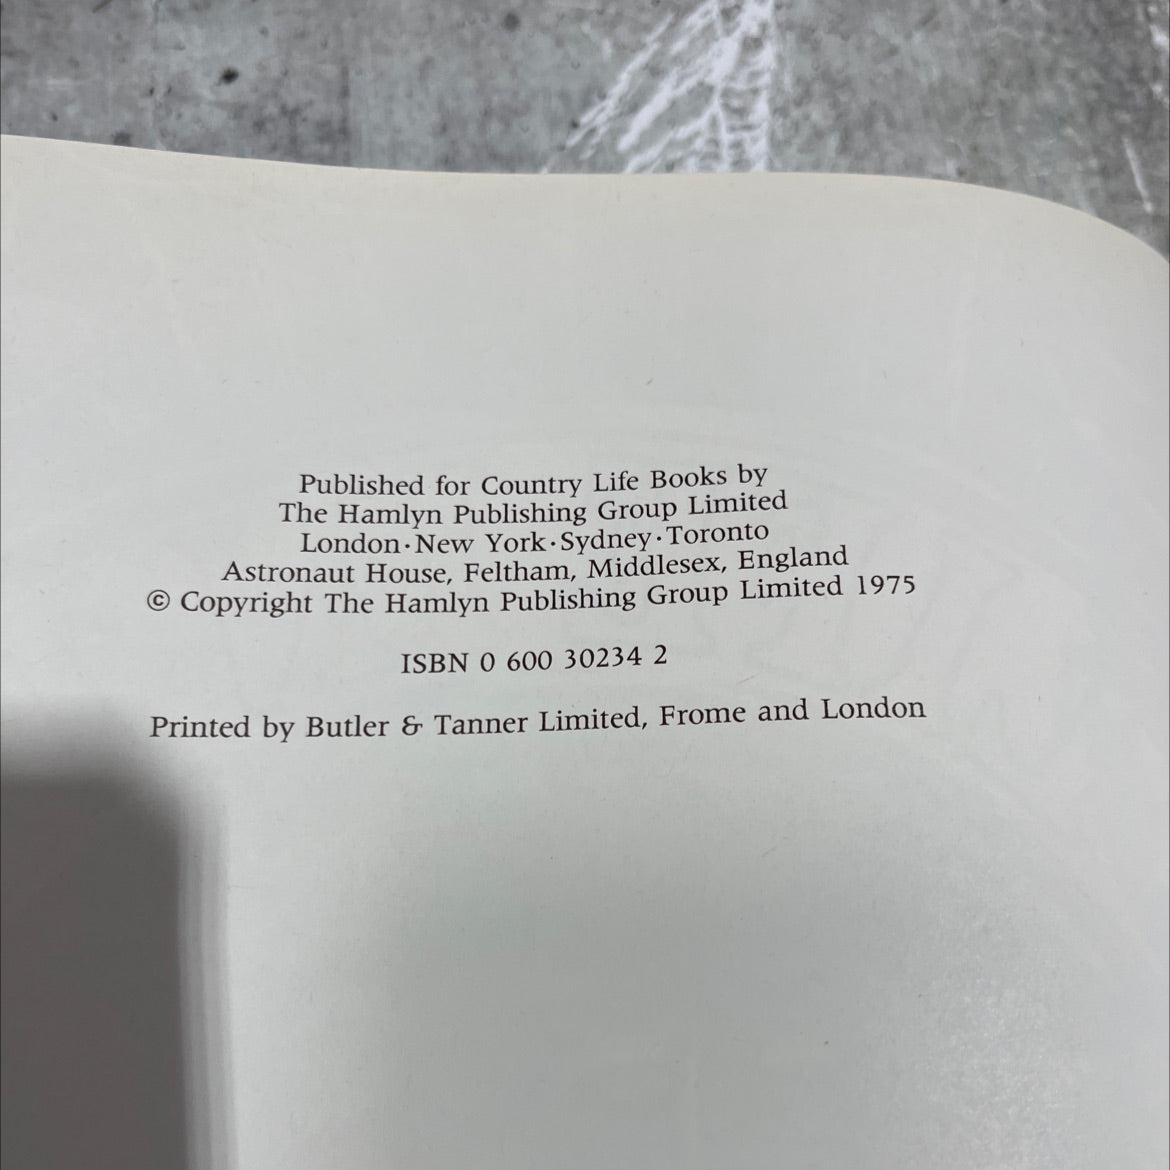 Published for Country Life Books by
The Hamlyn Publishing Group Limited
London·New York·Sydney·Toronto
Astronaut House, Feltham, Middlesex, England
© Copyright The Hamlyn Publishing Group Limited 1975
ISBN 0 600 30234 2
Printed by Butler & Tanner Limited, Frome and London